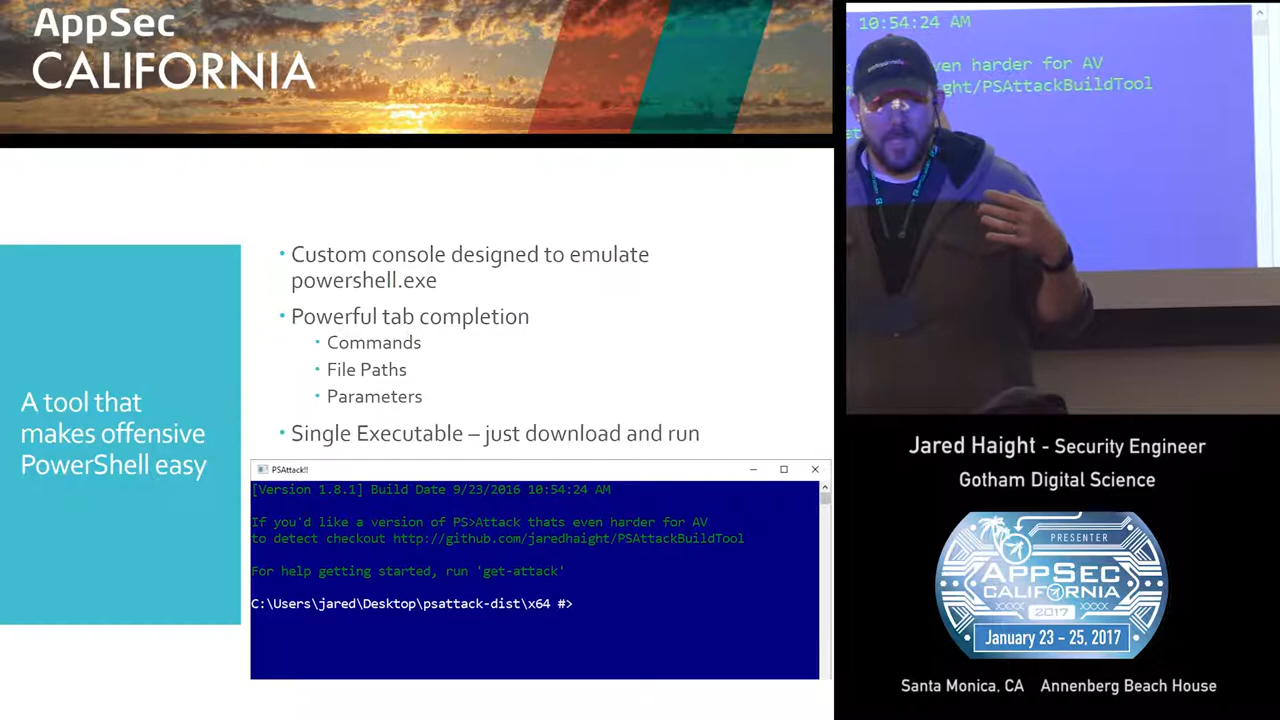 AppSec
CALIFORNIA
A tool that
makes offensive
PowerShell easy
• Custom console designed to emulate
powershell.exe
• Powerful tab completion
• Commands
• File Paths
• Parameters
• Single Executable – just download and run
PSAttack!!
[Version 1.8.1] Build Date 9/23/2016 10:54:24 AM
If you'd like a version of PS>Attack thats even harder for AV
to detect checkout http://github.com/jaredhaight/PSAttackBuildTool
For help getting started, run 'get-attack'
C:\Users\jared\Desktop\psattack-dist\x64 #>
10:54:24 AM
ven harder for AV
ght/PSAttackBuildTool
Jared Haight - Security Engineer
Gotham Digital Science
PRESENTER
APPSEC
CALIFORNIA
2017
January 23 - 25, 2017
Santa Monica, CA Annenberg Beach House